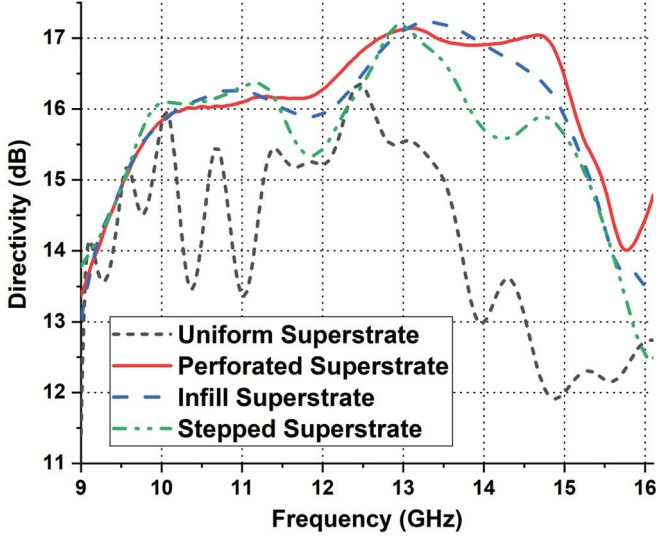 17
16
15
14
13
12
11
Directivity (dB)
Uniform Superstrate
Perforated Superstrate
Infill Superstrate
Stepped Superstrate
9 10 11 12 13 14 15 16
Frequency (GHz)